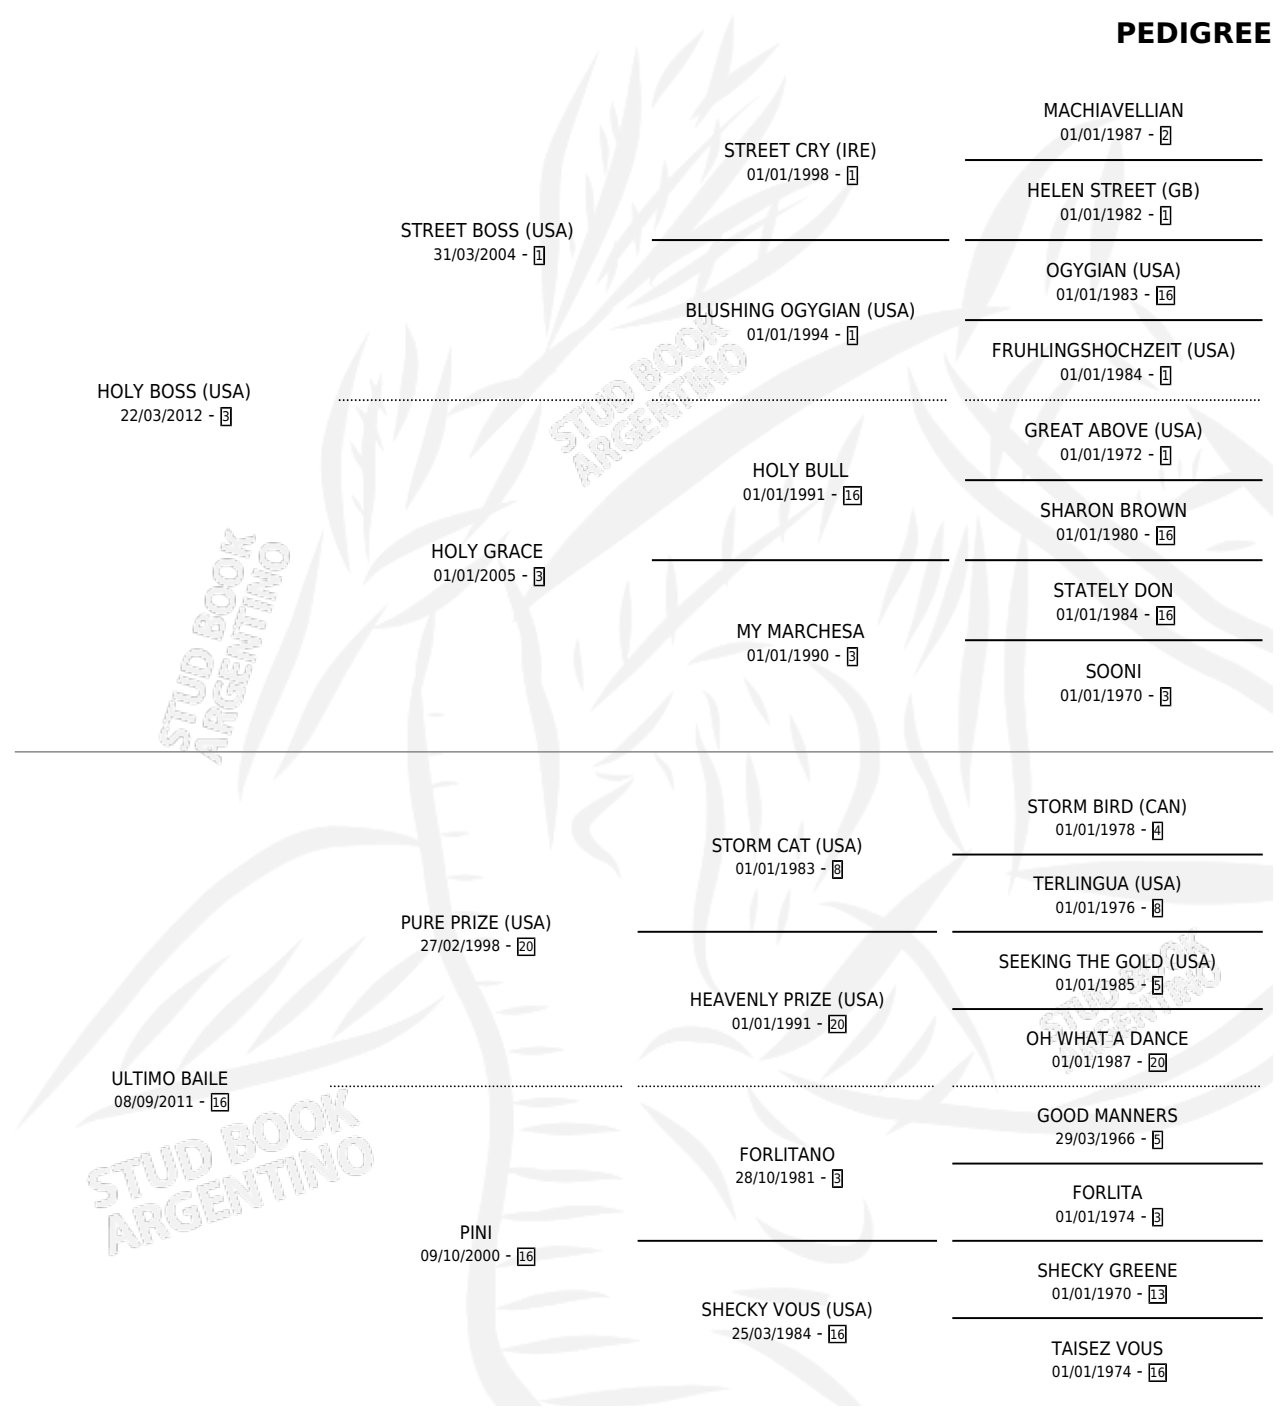 PEDIGREE
MACHIAVELLIAN
01/01/1987 - 2
STREET CRY (IRE)
01/01/1998 - 1
HELEN STREET (GB)
01/01/1982 - 1
STREET BOSS (USA)
31/03/2004 - 1
OGYGIAN (USA)
01/01/1983 - 16
BLUSHING OGYGIAN (USA)
01/01/1994 - 1
FRUHLINGSHOCHZEIT (USA)
01/01/1984 - 1
HOLY BOSS (USA)
22/03/2012 - 3
GREAT ABOVE (USA)
01/01/1972 - 1
HOLY BULL
01/01/1991 - 16
SHARON BROWN
01/01/1980 - 16
HOLY GRACE
01/01/2005 - 3
STATELY DON
01/01/1984 - 16
MY MARCHESA
01/01/1990 - 3
SOONI
01/01/1970 - 3
STORM BIRD (CAN)
01/01/1978 - 4
STORM CAT (USA)
01/01/1983 - 8
TERLINGUA (USA)
01/01/1976 - 8
PURE PRIZE (USA)
27/02/1998 - 20
SEEKING THE GOLD (USA)
01/01/1985 - 5
HEAVENLY PRIZE (USA)
01/01/1991 - 20
OH WHAT A DANCE
01/01/1987 - 20
ULTIMO BAILE
08/09/2011 - 16
GOOD MANNERS
29/03/1966 - 5
FORLITANO
28/10/1981 - 3
FORLITA
01/01/1974 - 3
PINI
09/10/2000 - 16
SHECKY GREENE
01/01/1970 - 13
SHECKY VOUS (USA)
25/03/1984 - 16
TAISEZ VOUS
01/01/1974 - 16
STUD BOOK
ARGENTINO
STUD BOOK
ARGENTINO
STUD BOOK
ARGENTINO
STUD BOOK
ARGENTINO